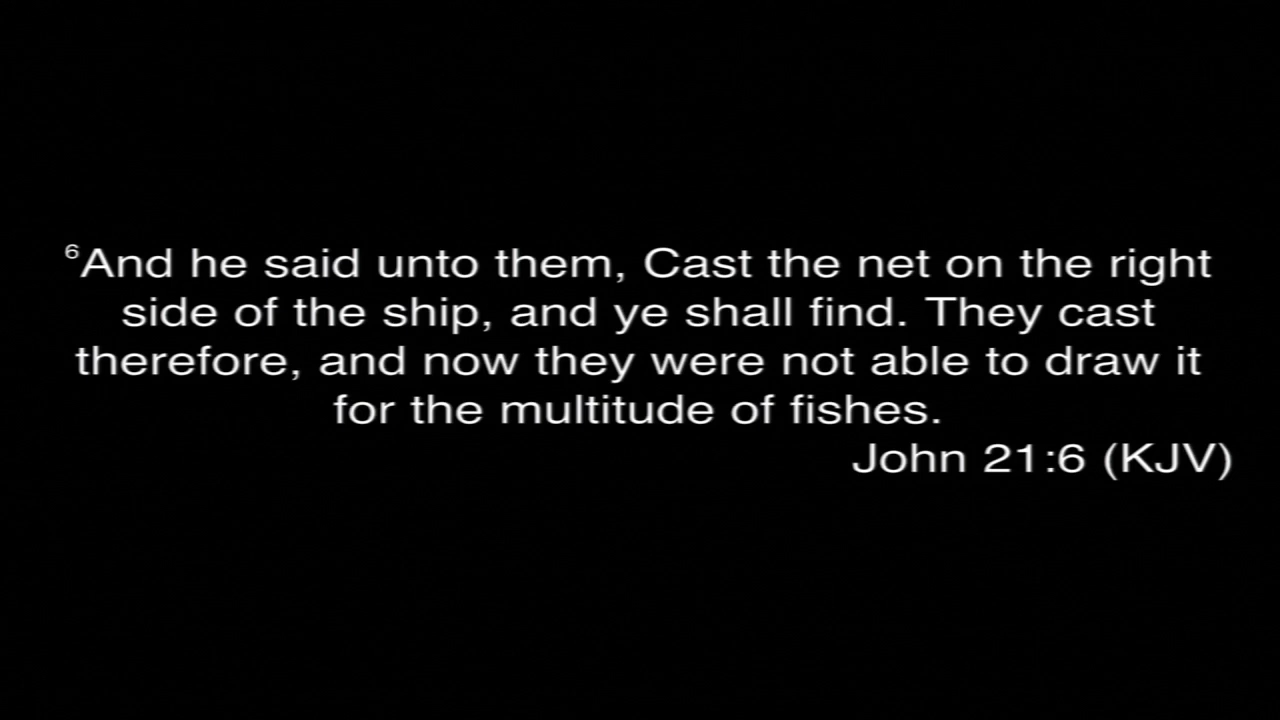 ⁶And he said unto them, Cast the net on the right
side of the ship, and ye shall find. They cast
therefore, and now they were not able to draw it
for the multitude of fishes.
John 21:6 (KJV)